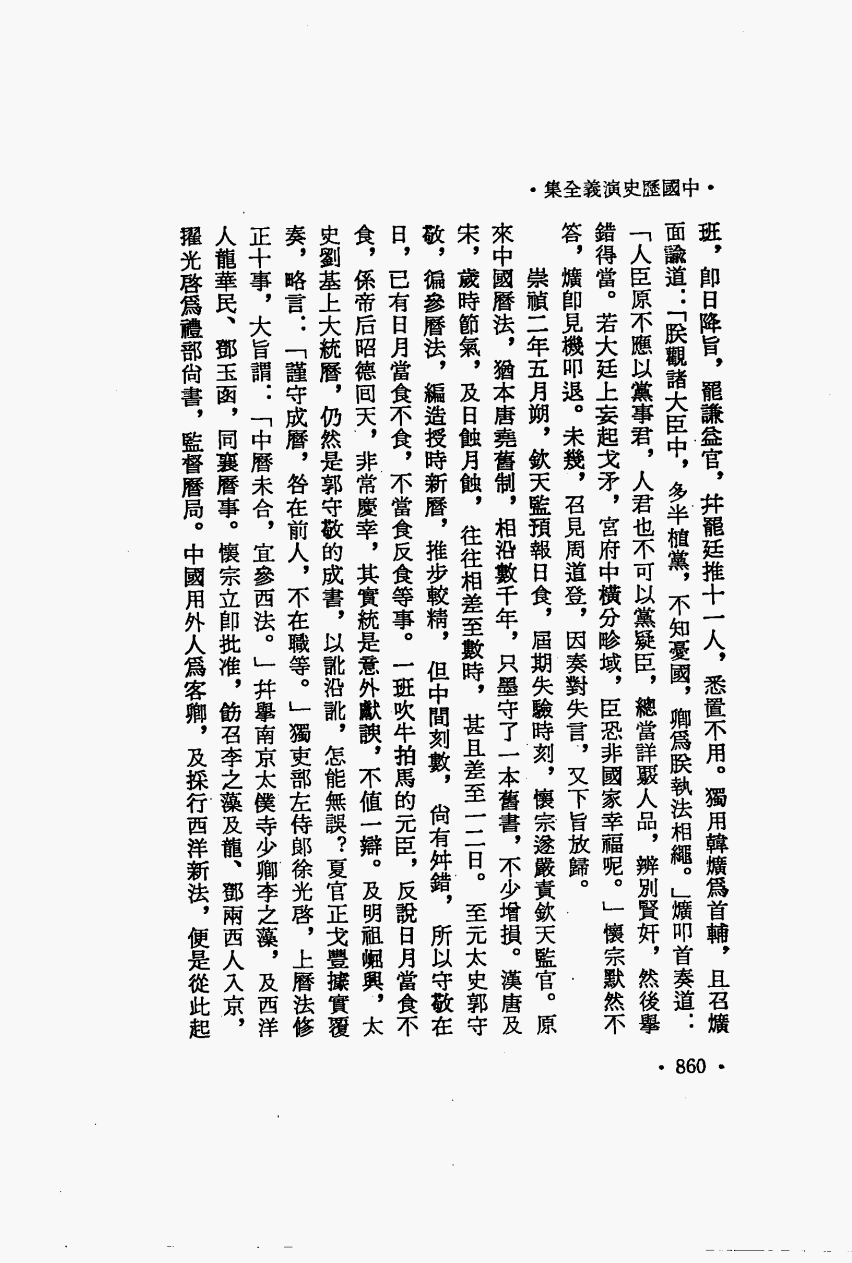 •中國歷史演義全集•
班，即日降旨，罷謙益官，幷罷廷推十一人，悉置不用。獨用韓爌爲首輔，且召爌
面諭道：「朕觀諸大臣中，多半植黨，不知憂國，卿爲朕執法相繩。」爌叩首奏道：
「人臣原不應以黨事君，人君也不可以黨疑臣，總當詳覈人品，辨別賢奸，然後舉
錯得當。若大廷上妄起戈矛，宮府中橫分畛域，臣恐非國家幸福呢。」懷宗默然不
答，爌卽見機叩退。未幾，召見周道登，因奏對失言，又下旨放歸。
崇禎二年五月朔，欽天監預報日食，屆期失驗時刻，懷宗遂嚴責欽天監官。原
來中國曆法，猶本唐堯舊制，相沿數千年，只墨守了一本舊書，不少增損。漢唐及
宋，歲時節氣，及日蝕月蝕，往往相差至數時，甚且差至一二日。至元太史郭守
敬，徧參曆法，編造授時新曆，推步較精，但中間刻數，尙有舛錯，所以守敬在
日，已有日月當食不食，不當食反食等事。一班吹牛拍馬的元臣，反說日月當食不
食，係帝后昭德回天，非常慶幸，其實統是意外獻諛，不値一辯。及明祖崛興，太
史劉基上大統曆，仍然是郭守敬的成書，以訛沿訛，怎能無誤？夏官正戈豐據實覆
奏，略言：「謹守成曆，咎在前人，不在職等。」獨吏部左侍郞徐光啓，上曆法修
正十事，大旨謂：「中曆未合，宜參西法。」幷舉南京太僕寺少卿李之藻，及西洋
人龍華民、鄧玉函，同襄曆事。懷宗立卽批准，飭召李之藻及龍、鄧兩西人入京，
擢光啓爲禮部尙書，監督曆局。中國用外人爲客卿，及採行西洋新法，便是從此起
•860•